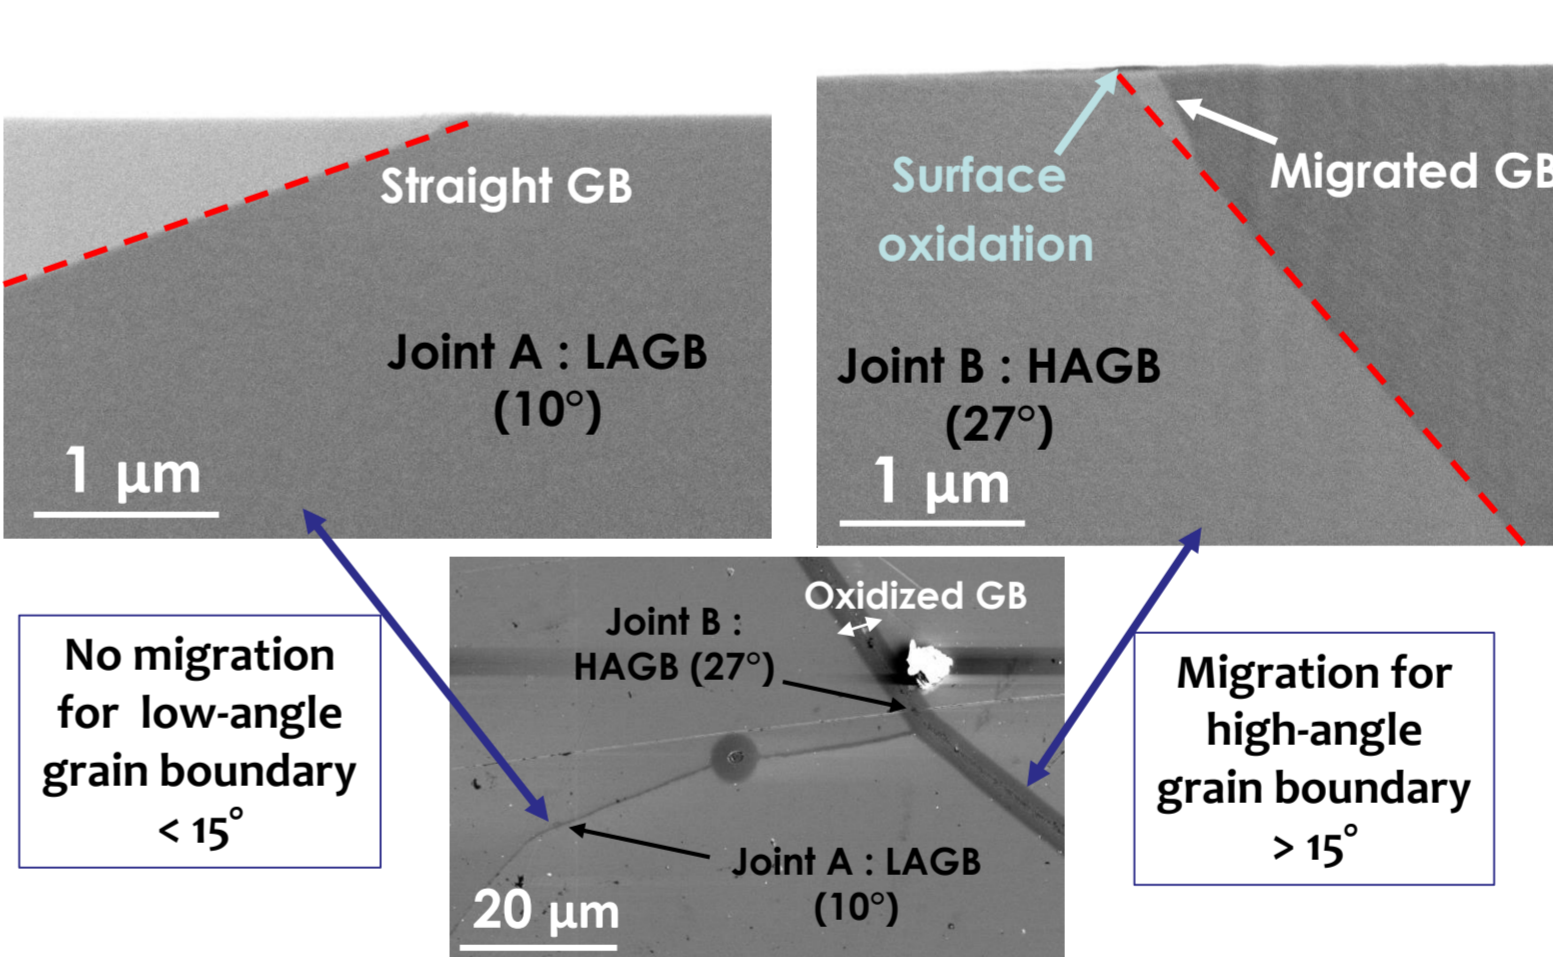 Straight GB
Joint A : LAGB
(10°)
1 µm
Surface
oxidation
Migrated GB
Joint B : HAGB
(27°)
1 µm
No migration
for low-angle
grain boundary
< 15°
Oxidized GB
Joint B :
HAGB (27°)
Joint A : LAGB
(10°)
20 µm
Migration for
high-angle
grain boundary
> 15°